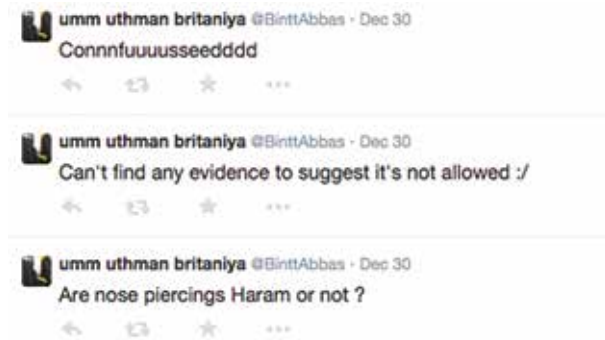 umm uthman britaniya @BinttAbbas · Dec 30
Connnfuuuusseedddd
umm uthman britaniya @BinttAbbas · Dec 30
Can't find any evidence to suggest it's not allowed :/
umm uthman britaniya @BinttAbbas · Dec 30
Are nose piercings Haram or not ?